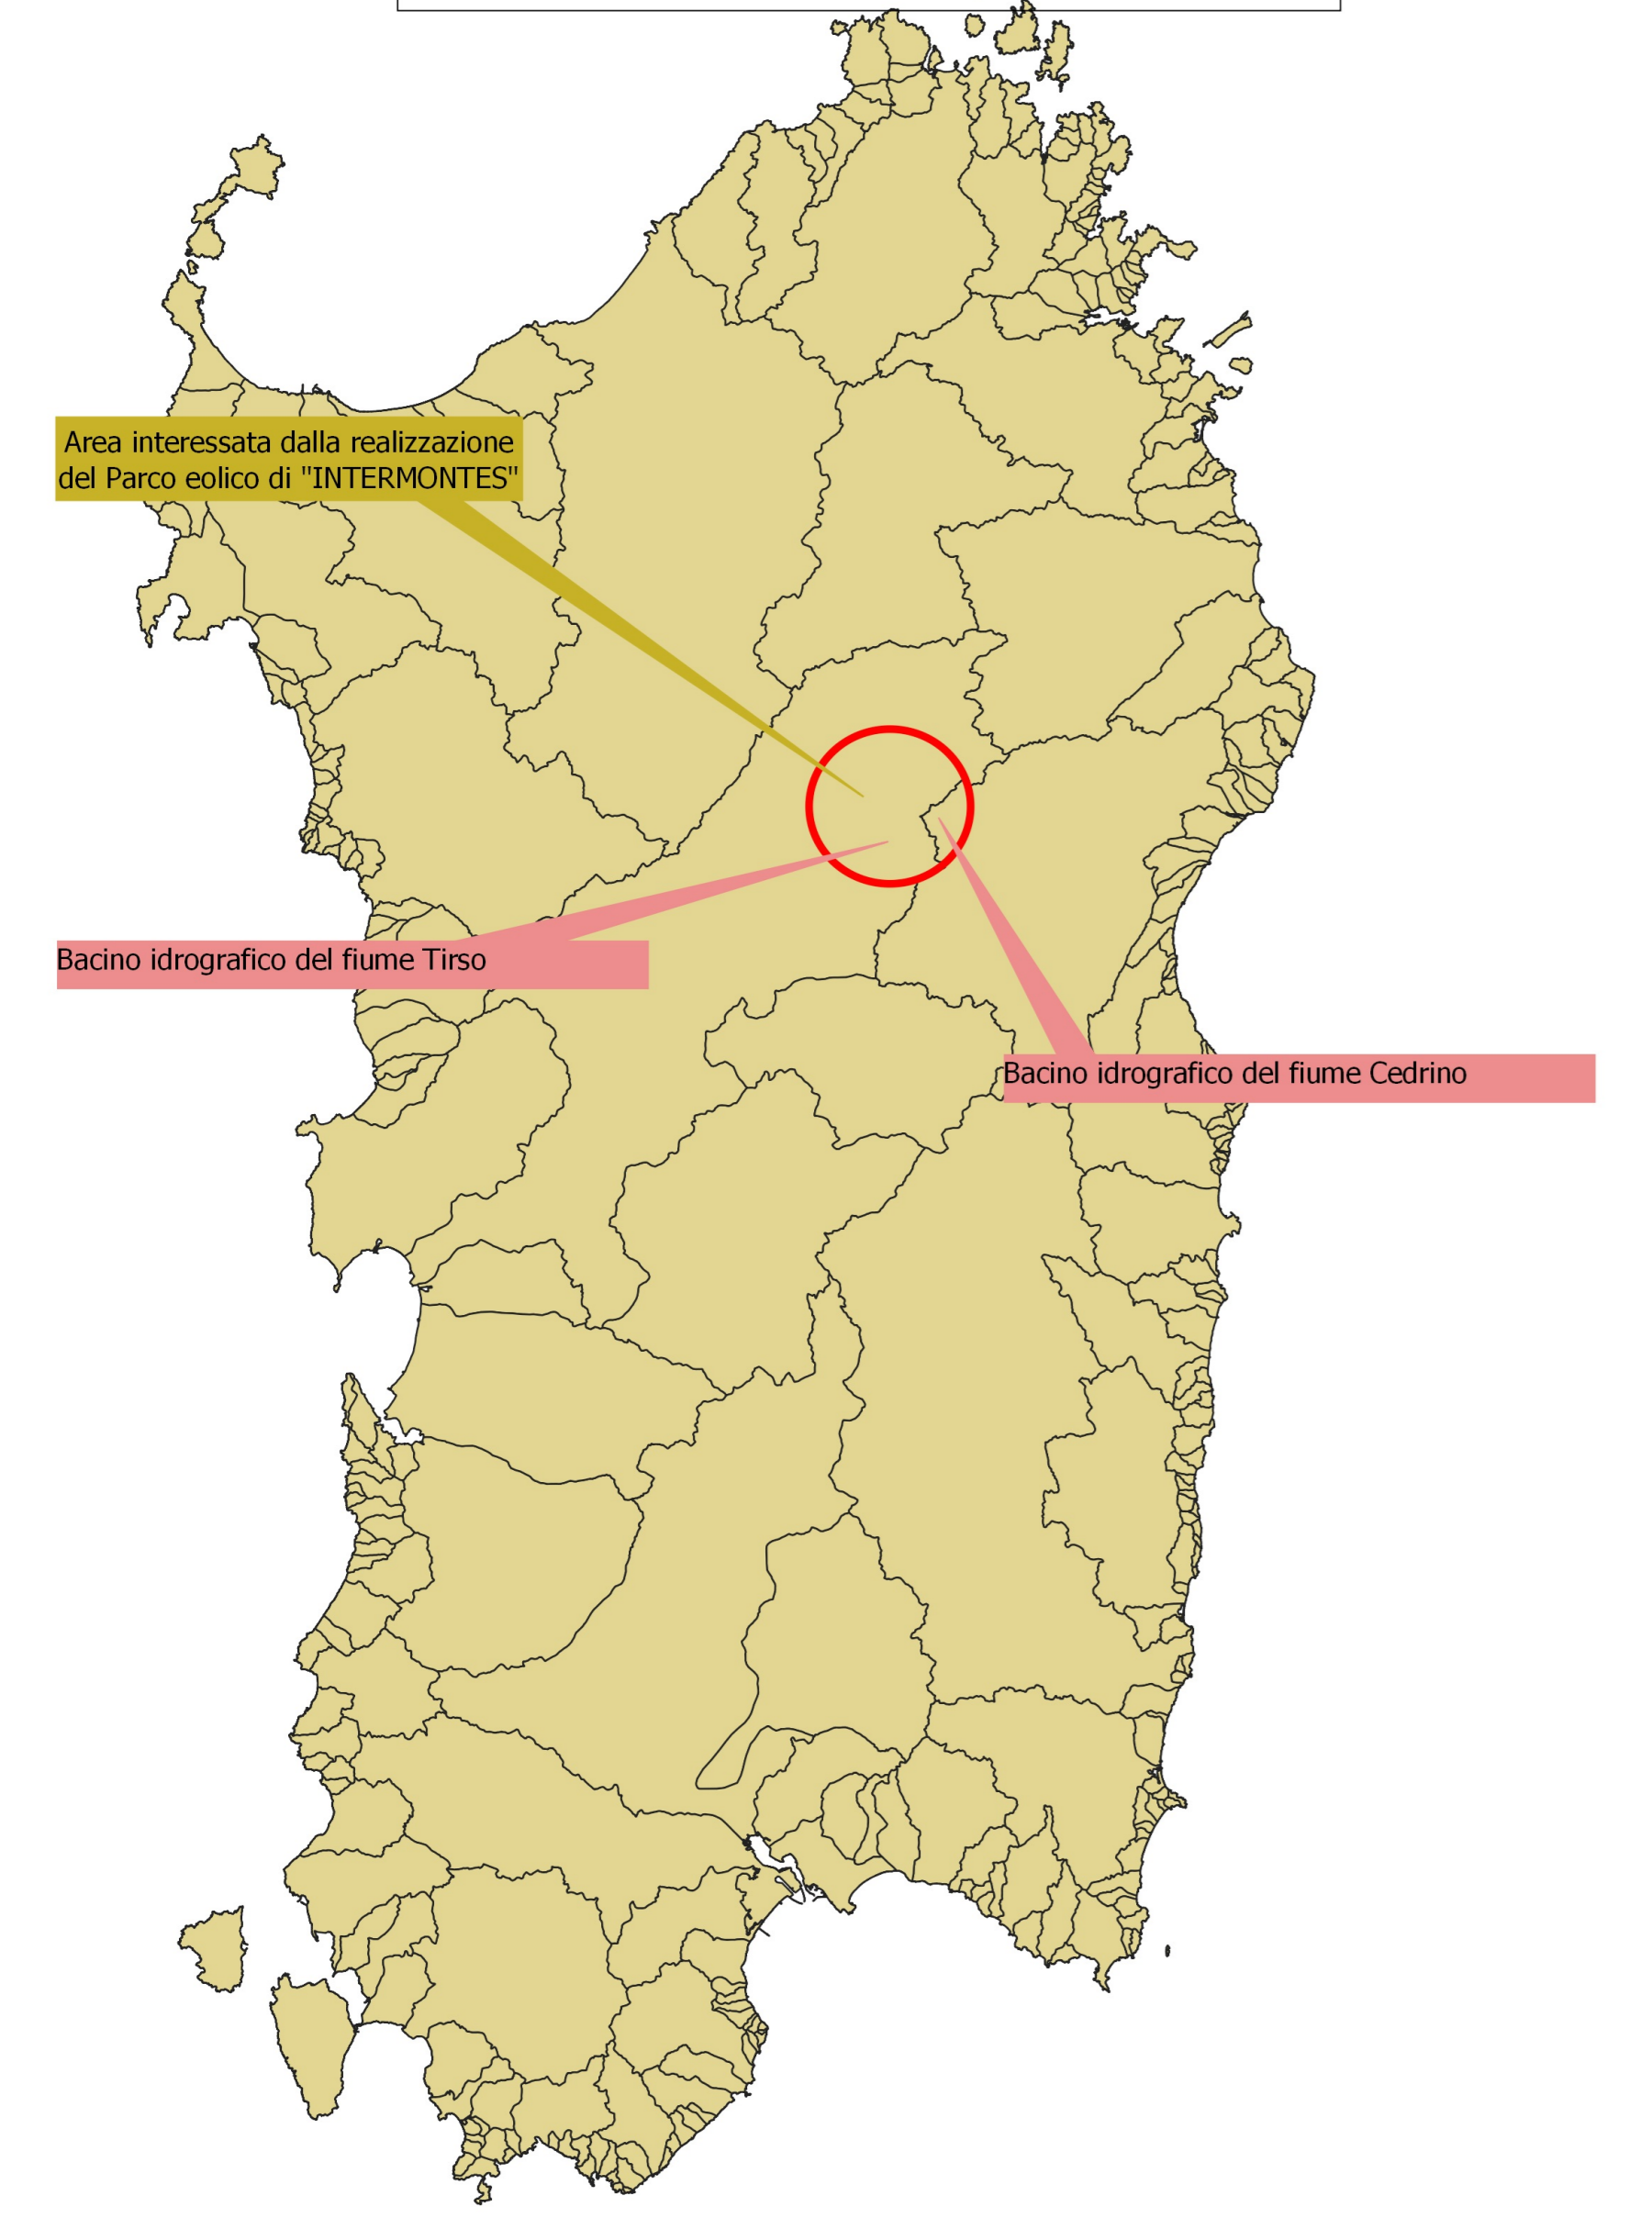 Area interessata dalla realizzazione
del Parco eolico di "INTERMONTES"
Bacino idrografico del fiume Tirso
Bacino idrografico del fiume Cedrino